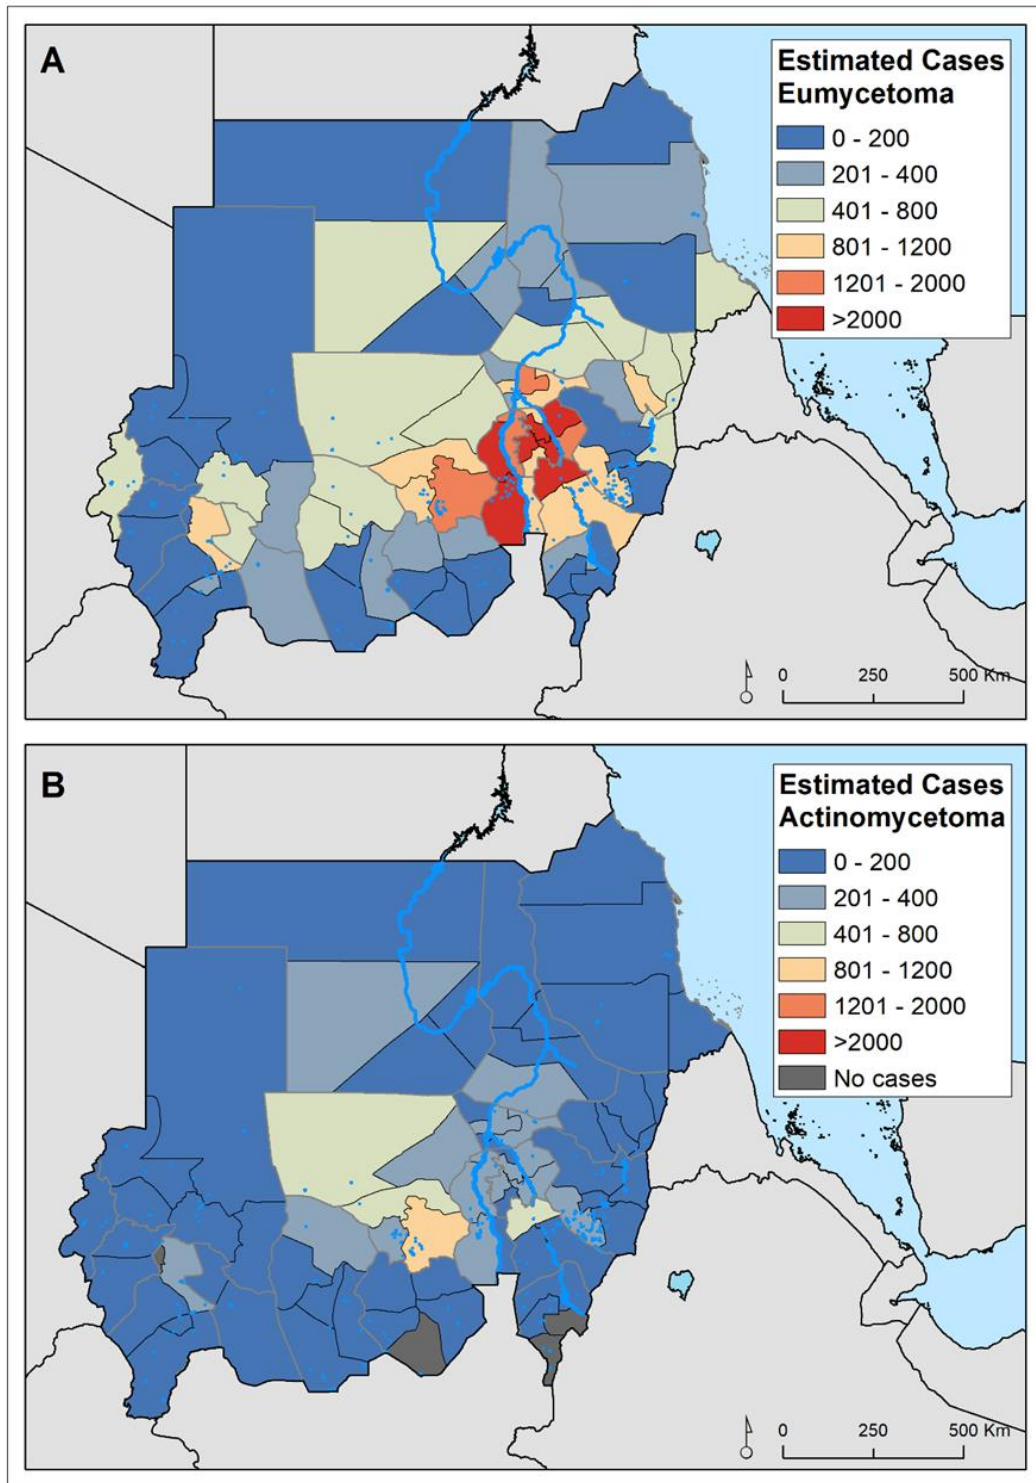 A
Estimated Cases
Eumycetoma
0 - 200
201 - 400
401 - 800
801 - 1200
1201 - 2000
>2000
0 250 500 Km
B
Estimated Cases
Actinomycetoma
0 - 200
201 - 400
401 - 800
801 - 1200
1201 - 2000
>2000
No cases
0 250 500 Km